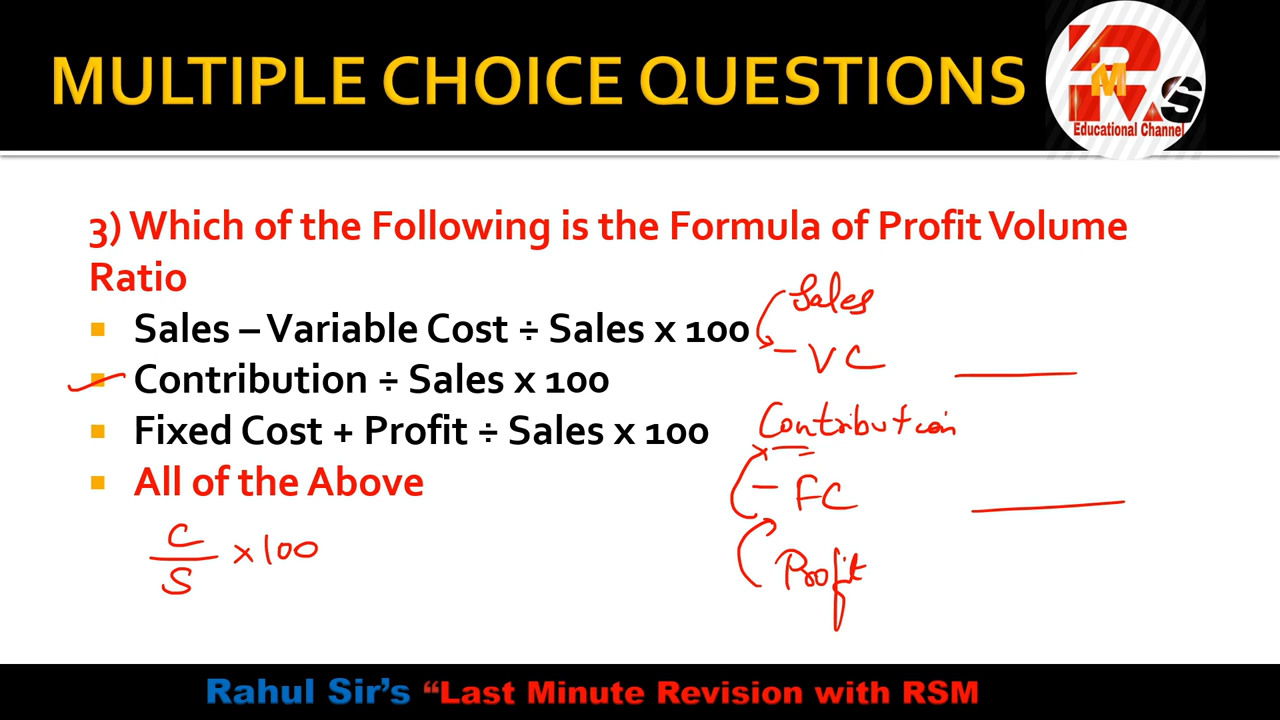 MULTIPLE CHOICE QUESTIONS
RMS
Educational Channel
3) Which of the Following is the Formula of Profit Volume
Ratio
Sales – Variable Cost ÷ Sales x 100
Contribution ÷ Sales x 100
Fixed Cost + Profit ÷ Sales x 100
All of the Above
C
S
x 100
Sales
- VC
Contribution
- FC
Profit
Rahul Sir's “Last Minute Revision with RSM